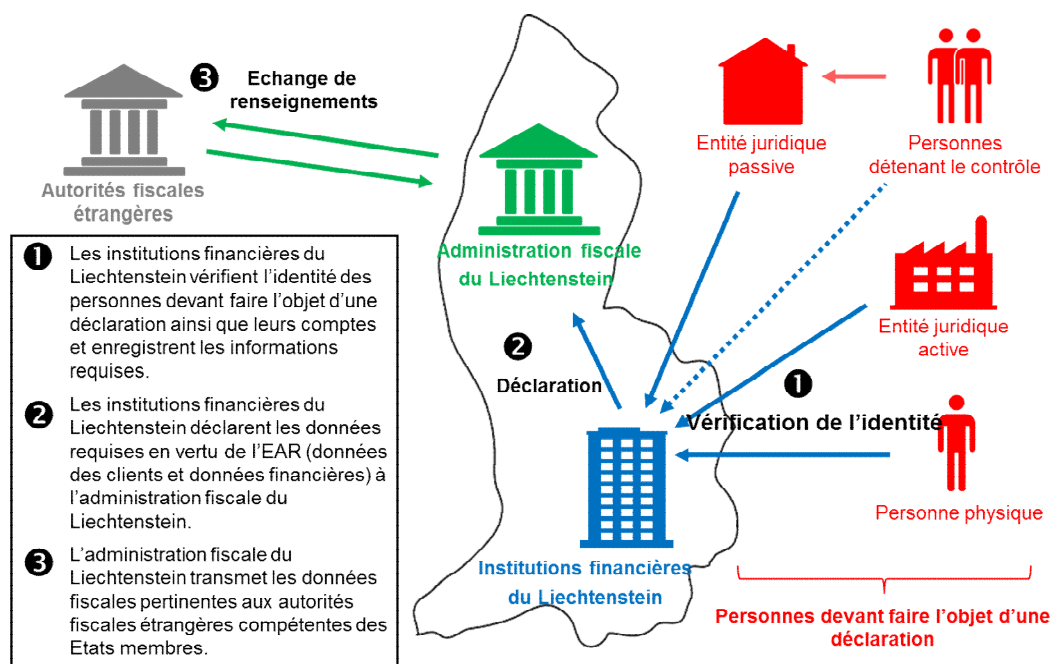 ❸ Echange de
renseignements
Autorités fiscales
étrangères
Administration fiscale
du Liechtenstein
Entité juridique
passive
Personnes
détenant le contrôle
Entité juridique
active
❷
Déclaration
❶
Vérification de l’identité
Personne physique
Institutions financières
du Liechtenstein
Personnes devant faire l’objet d’une
déclaration
❶ Les institutions financières du
Liechtenstein vérifient l’identité des
personnes devant faire l’objet d’une
déclaration ainsi que leurs comptes
et enregistrent les informations
requises.
❷ Les institutions financières du
Liechtenstein déclarent les données
requises en vertu de l’EAR (données
des clients et données financières) à
l’administration fiscale du
Liechtenstein.
❸ L’administration fiscale du
Liechtenstein transmet les données
fiscales pertinentes aux autorités
fiscales étrangères compétentes des
Etats membres.